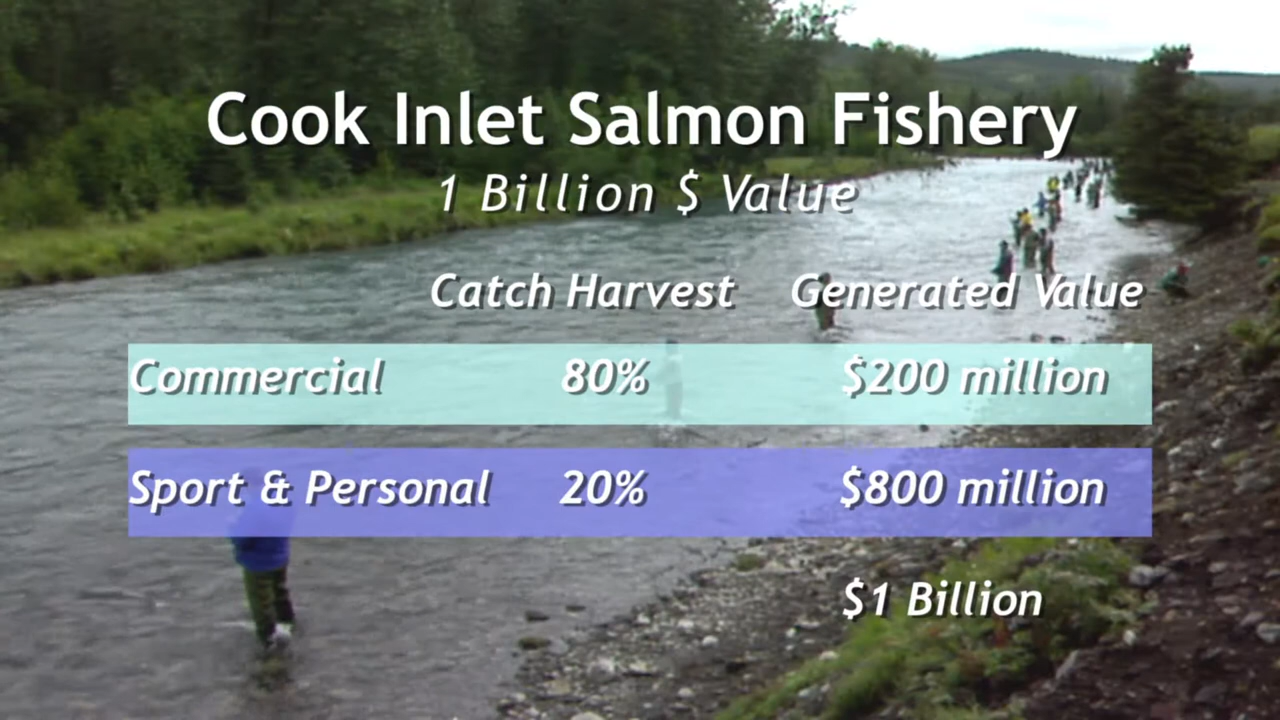 Cook Inlet Salmon Fishery
1 Billion $ Value
Catch Harvest Generated Value
Commercial 80% $200 million
Sport & Personal 20% $800 million
$1 Billion